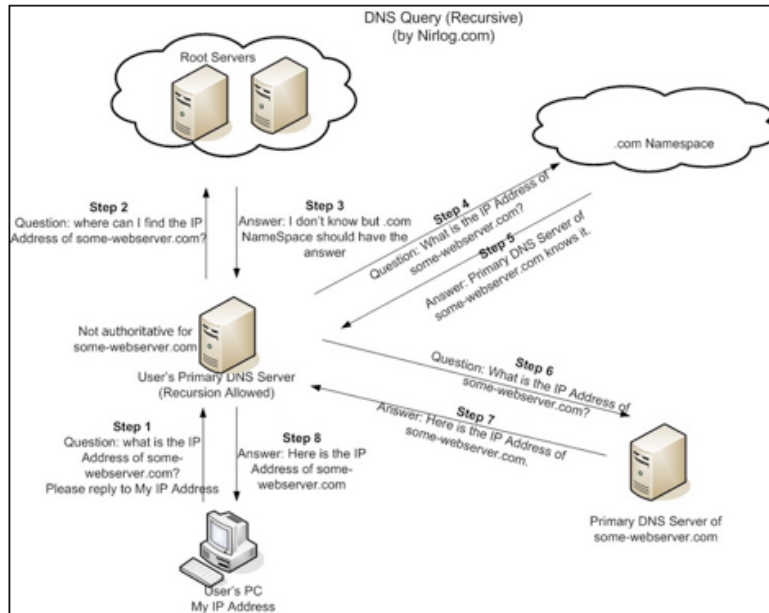 DNS Query (Recursive)
(by Nirlog.com)
Root Servers
.com Namespace
Step 2
Question: where can I find the IP
Address of some-webserver.com?
Step 3
Answer: I don't know but .com
NameSpace should have the
answer
Step 4
Question: What is the IP Address of
some-webserver.com?
Step 5
Answer: Primary DNS Server of
some-webserver.com knows it.
Not authoritative for
some-webserver.com
User's Primary DNS Server
(Recursion Allowed)
Step 6
Question: What is the IP Address of
some-webserver.com?
Step 7
Answer: Here is the IP Address of
some-webserver.com.
Step 1
Question: what is the IP
Address of some-
webserver.com?
Please reply to My IP Address
Step 8
Answer: Here is the IP
Address of some-
webserver.com
Primary DNS Server of
some-webserver.com
User's PC
My IP Address